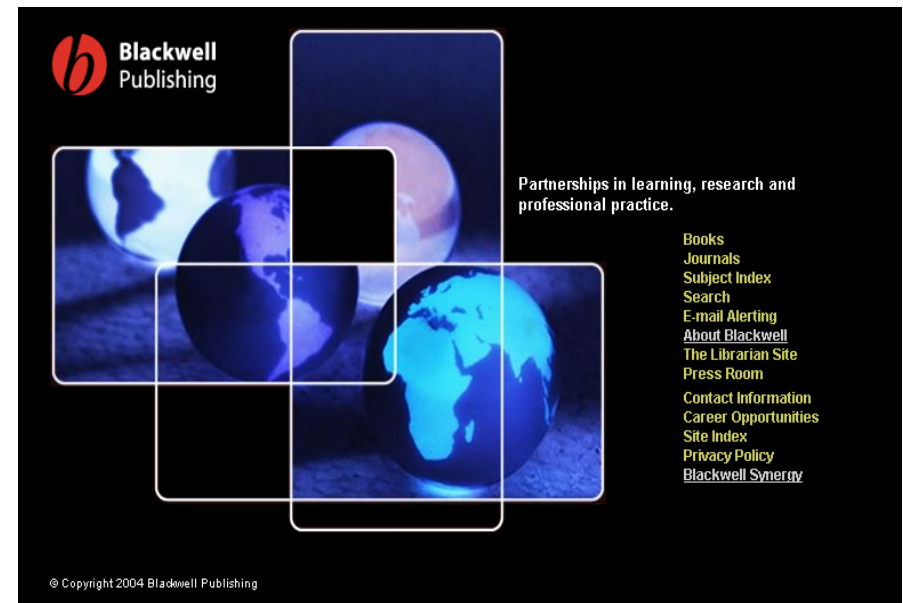 Blackwell
Publishing
Partnerships in learning, research and
professional practice.
Books
Journals
Subject Index
Search
E-mail Alerting
About Blackwell
The Librarian Site
Press Room
Contact Information
Career Opportunities
Site Index
Privacy Policy
Blackwell Synergy
© Copyright 2004 Blackwell Publishing